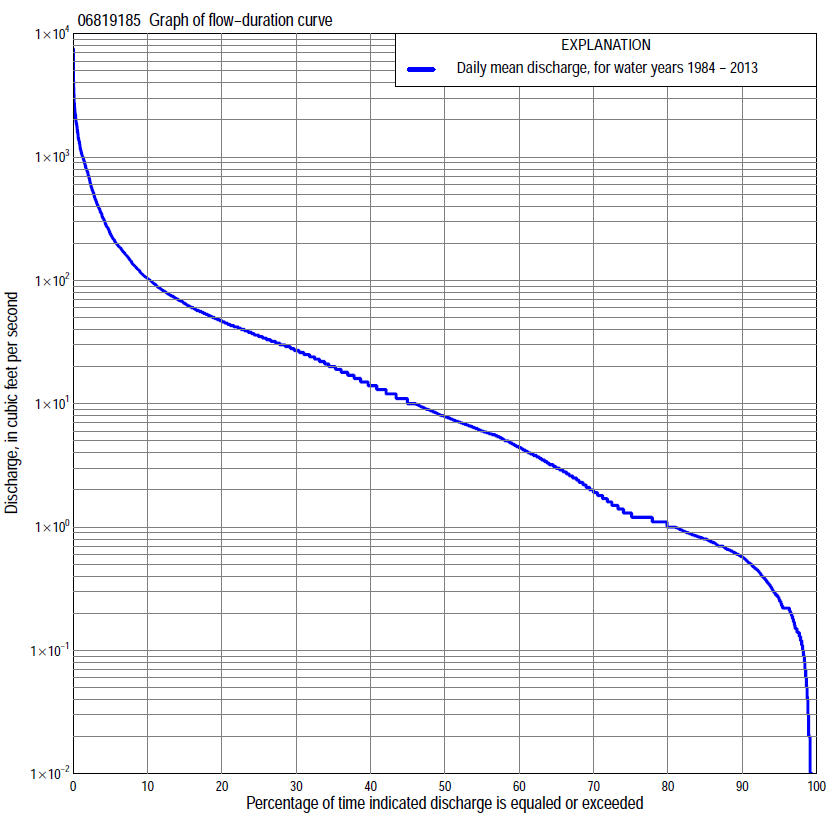 06819185 Graph of flow−duration curve
EXPLANATION
Daily mean discharge, for water years 1984 − 2013
Discharge, in cubic feet per second
1×10⁴
1×10³
1×10²
1×10¹
1×10⁰
1×10⁻¹
1×10⁻²
0 10 20 30 40 50 60 70 80 90 100
Percentage of time indicated discharge is equaled or exceeded